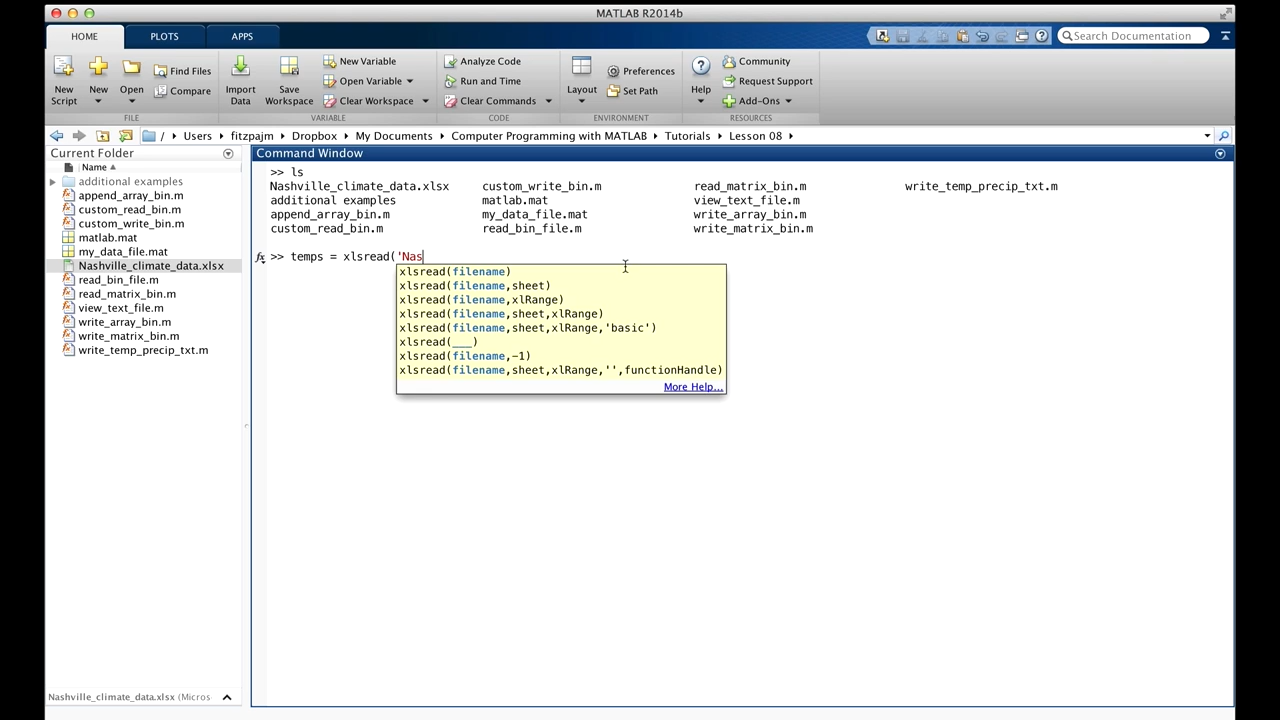 MATLAB R2014b
HOME PLOTS APPS Search Documentation
New Script New Open Find Files Compare Import Data Save Workspace New Variable Open Variable Clear Workspace Analyze Code Run and Time Clear Commands Layout Preferences Set Path Help Community Request Support Add-Ons
FILE VARIABLE CODE ENVIRONMENT RESOURCES
/ Users fitzpajm Dropbox My Documents Computer Programming with MATLAB Tutorials Lesson 08
Current Folder
Name
additional examples
append_array_bin.m
custom_read_bin.m
custom_write_bin.m
matlab.mat
my_data_file.mat
Nashville_climate_data.xlsx
read_bin_file.m
read_matrix_bin.m
view_text_file.m
write_array_bin.m
write_matrix_bin.m
write_temp_precip_txt.m
Nashville_climate_data.xlsx (Micros
Command Window
>> ls
Nashville_climate_data.xlsx custom_write_bin.m read_matrix_bin.m write_temp_precip_txt.m
additional examples matlab.mat view_text_file.m
append_array_bin.m my_data_file.mat write_array_bin.m
custom_read_bin.m read_bin_file.m write_matrix_bin.m
fx >> temps = xlsread('Nas
xlsread(filename)
xlsread(filename,sheet)
xlsread(filename,xlRange)
xlsread(filename,sheet,xlRange)
xlsread(filename,sheet,xlRange,'basic')
xlsread(___)
xlsread(filename,-1)
xlsread(filename,sheet,xlRange,'',functionHandle)
More Help...